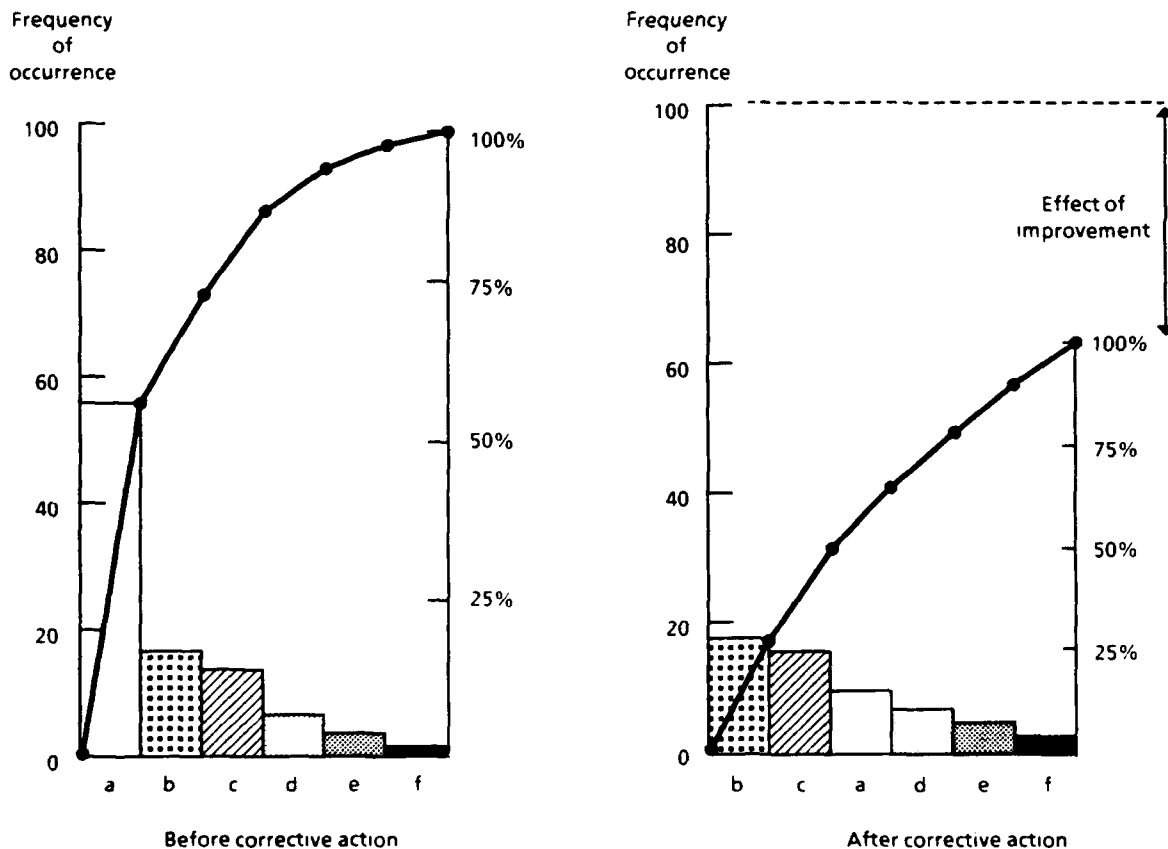 Frequency
of
occurrence
100
80
60
40
20
0
100%
75%
50%
25%
a b c d e f
Before corrective action
Frequency
of
occurrence
100
80
60
40
20
0
Effect of
improvement
100%
75%
50%
25%
b c a d e f
After corrective action